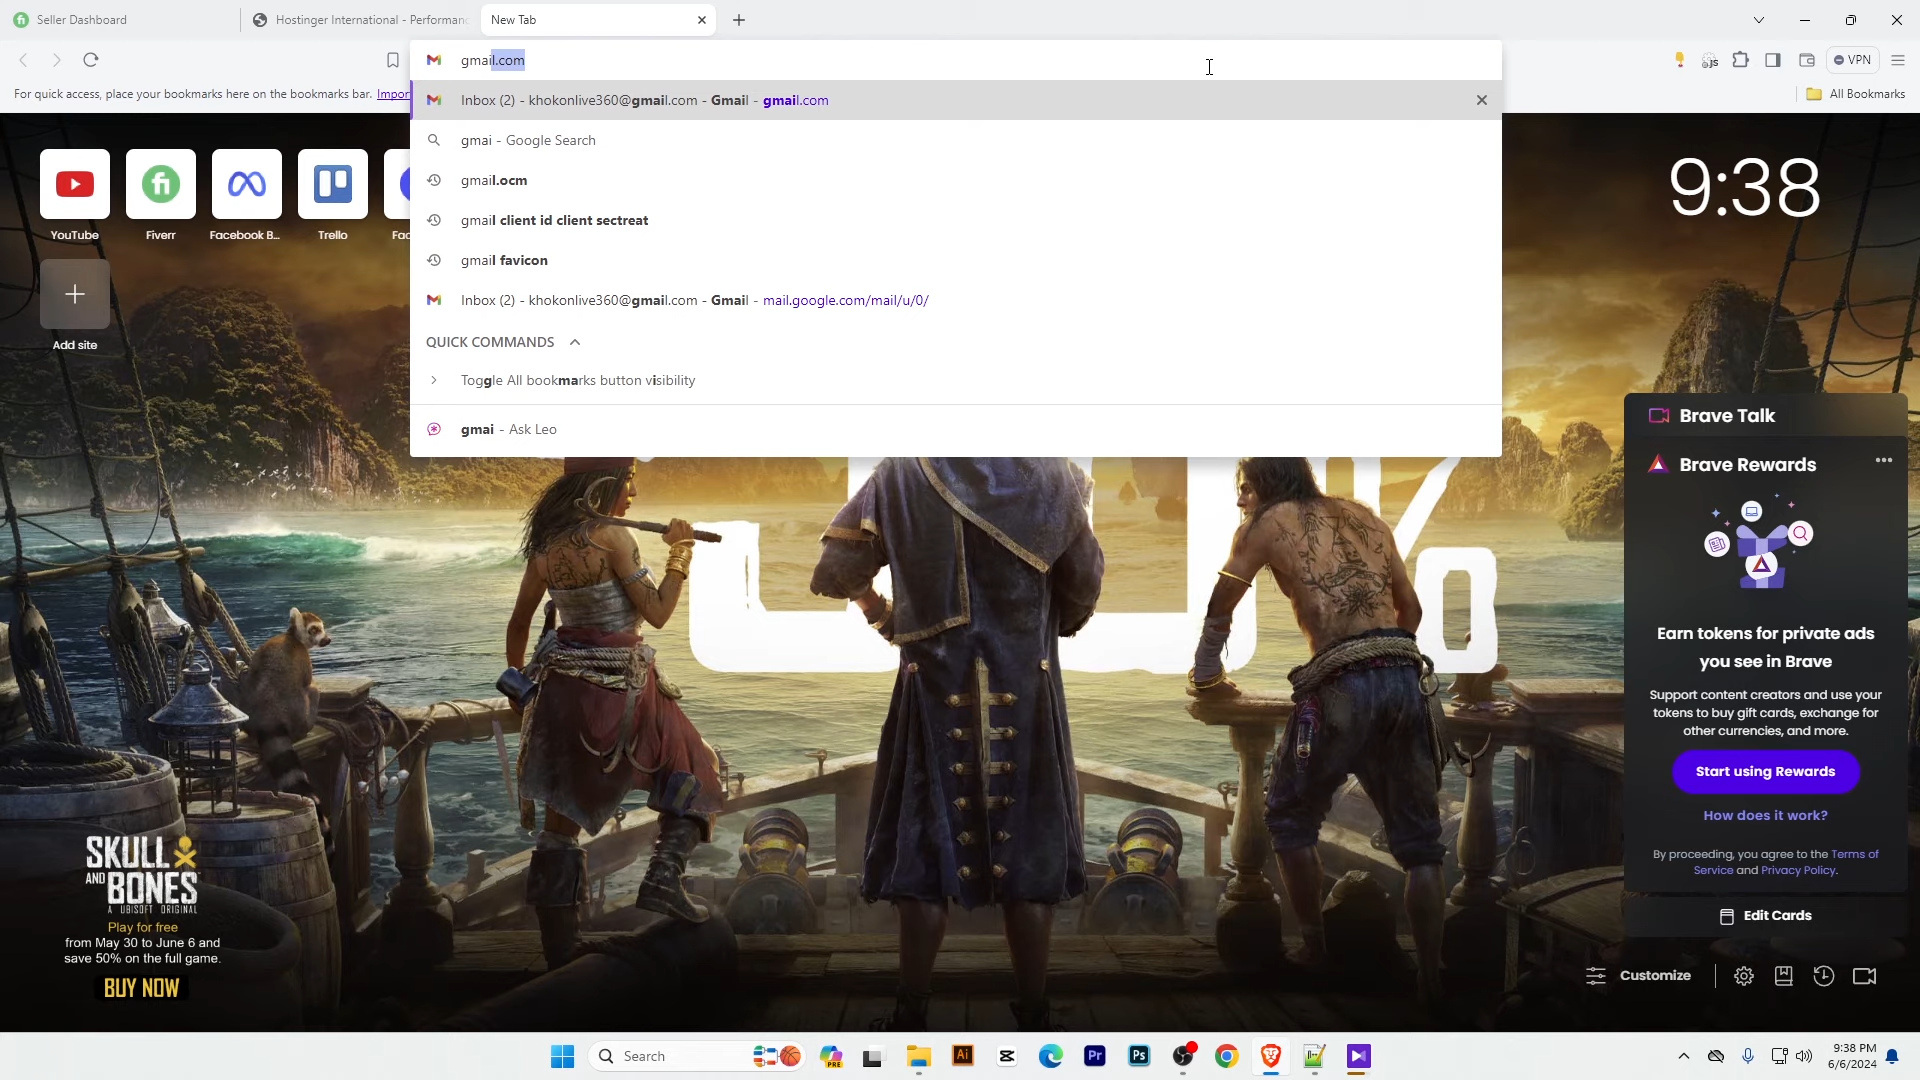 Seller Dashboard
Hostinger International - Performanc
New Tab
gmail.com
VPN
For quick access, place your bookmarks here on the bookmarks bar. Impor
All Bookmarks
Inbox (2) - khokonlive360@gmail.com - Gmail - gmail.com
gmai - Google Search
gmail.ocm
gmail client id client sectreat
gmail favicon
Inbox (2) - khokonlive360@gmail.com - Gmail - mail.google.com/mail/u/0/
QUICK COMMANDS
Toggle All bookmarks button visibility
gmai - Ask Leo
YouTube
Fiverr
Facebook B...
Trello
Fac
Add site
9:38
Brave Talk
Brave Rewards
Earn tokens for private ads
you see in Brave
Support content creators and use your
tokens to buy gift cards, exchange for
other currencies, and more.
Start using Rewards
How does it work?
By proceeding, you agree to the Terms of
Service and Privacy Policy.
Edit Cards
Customize
SKULL
AND BONES
A UBISOFT ORIGINAL
Play for free
from May 30 to June 6 and
save 50% on the full game.
BUY NOW
Search
PRE
Ai
Pr
Ps
9:38 PM
6/6/2024